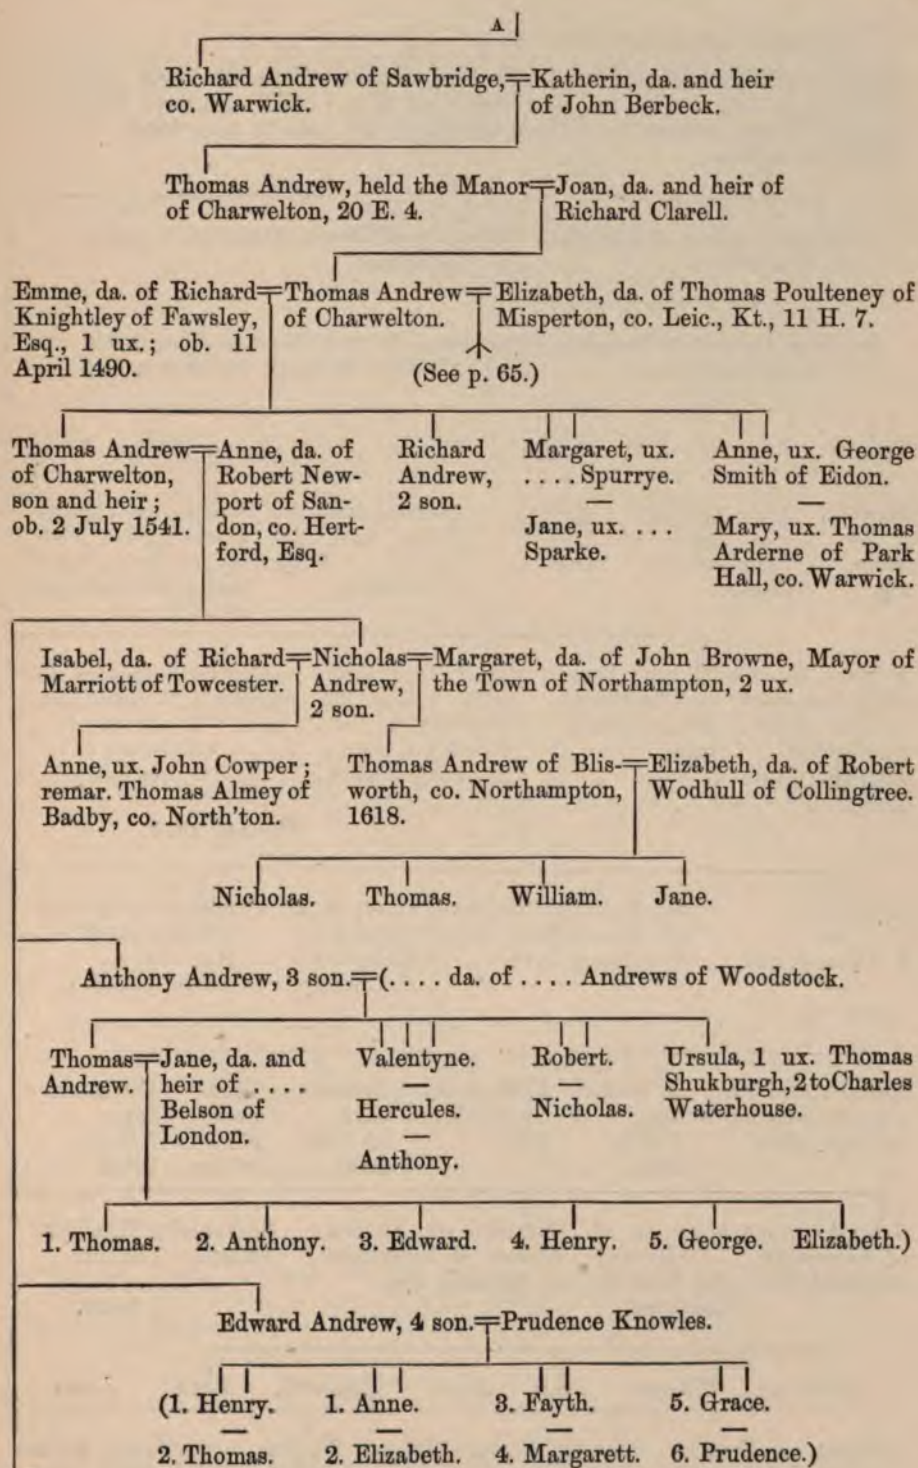 A
Richard Andrew of Sawbridge, Katherin, da. and heir
co. Warwick. of John Berbeck.
Thomas Andrew, held the Manor Joan, da. and heir of
of Charwelton, 20 E. 4. Richard Clarell.
Emme, da. of Richard Thomas Andrew Elizabeth, da. of Thomas Poulteney of
Knightley of Fawsley, of Charwelton. Misperton, co. Leic., Kt., 11 H. 7.
Esq., 1 ux.; ob. 11
April 1490. (See p. 65.)
Thomas Andrew Anne, da. of Richard Margaret, ux. Anne, ux. George
of Charwelton, Robert New- Andrew, . . . . Spurrye. Smith of Eidon.
son and heir; port of San- 2 son. — —
ob. 2 July 1541. don, co. Hert- Jane, ux. . . . Mary, ux. Thomas
ford, Esq. Sparke. Arderne of Park
Hall, co. Warwick.
Isabel, da. of Richard Nicholas Margaret, da. of John Browne, Mayor of
Marriott of Towcester. Andrew, the Town of Northampton, 2 ux.
2 son.
Anne, ux. John Cowper; Thomas Andrew of Blis- Elizabeth, da. of Robert
remar. Thomas Almey of worth, co. Northampton, Wodhull of Collingtree.
Badby, co. North'ton. 1618.
Nicholas. Thomas. William. Jane.
Anthony Andrew, 3 son. (. . . . da. of . . . . Andrews of Woodstock.
Thomas Jane, da. and Valentyne. Robert. Ursula, 1 ux. Thomas
Andrew. heir of . . . . — — Shukburgh, 2 to Charles
Belson of Hercules. Nicholas. Waterhouse.
London. —
Anthony.
1. Thomas. 2. Anthony. 3. Edward. 4. Henry. 5. George. Elizabeth.)
Edward Andrew, 4 son. Prudence Knowles.
(1. Henry. 1. Anne. 3. Fayth. 5. Grace.
— — — —
2. Thomas. 2. Elizabeth. 4. Margarett. 6. Prudence.)